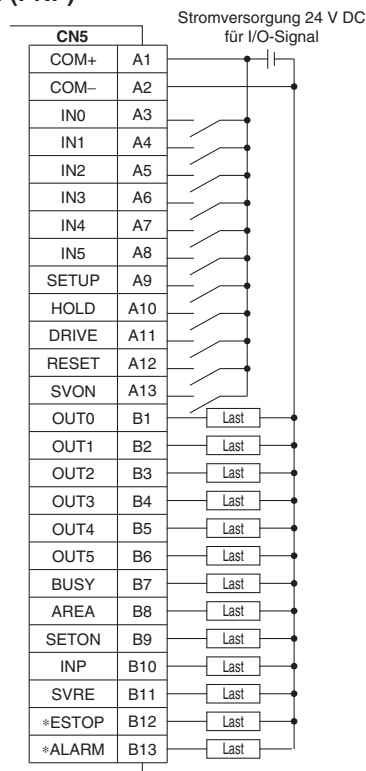 Stromversorgung 24 V DC
für I/O-Signal
CN5
COM+ A1
COM− A2
IN0 A3
IN1 A4
IN2 A5
IN3 A6
IN4 A7
IN5 A8
SETUP A9
HOLD A10
DRIVE A11
RESET A12
SVON A13
OUT0 B1 Last
OUT1 B2 Last
OUT2 B3 Last
OUT3 B4 Last
OUT4 B5 Last
OUT5 B6 Last
BUSY B7 Last
AREA B8 Last
SETON B9 Last
INP B10 Last
SVRE B11 Last
*ESTOP B12 Last
*ALARM B13 Last